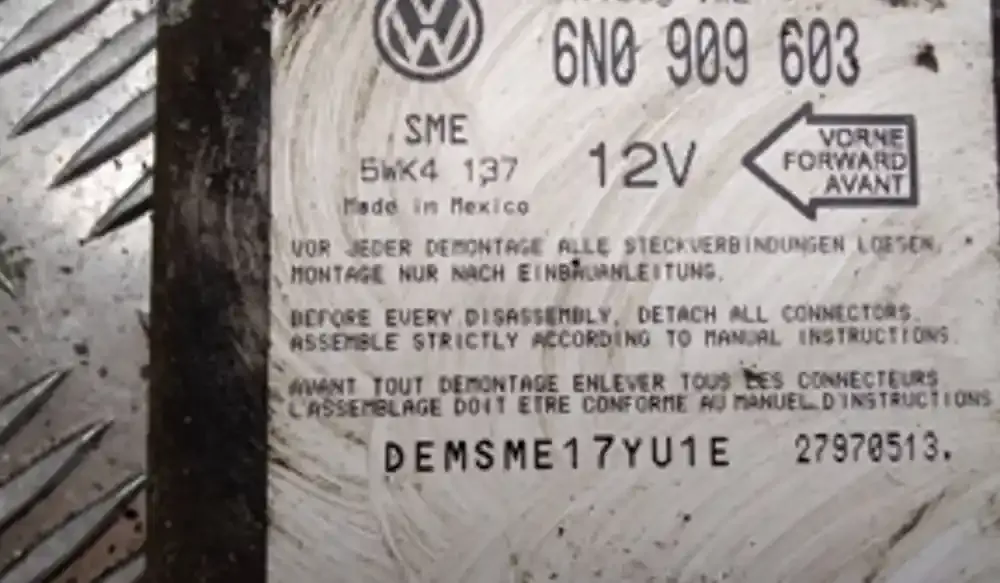 6N0 909 603
SME
5WK4 137
12V
VORNE
FORWARD
AVANT
Made in Mexico
VOR JEDER DEMONTAGE ALLE STECKVERBINDUNGEN LOESEN.
MONTAGE NUR NACH EINBAUANLEITUNG.
BEFORE EVERY DISASSEMBLY, DETACH ALL CONNECTORS.
ASSEMBLE STRICTLY ACCORDING TO MANUAL INSTRUCTIONS.
AVANT TOUT DEMONTAGE ENLEVER TOUS LES CONNECTEURS
L'ASSEMBLAGE DOIT ETRE CONFORME AU MANUEL D'INSTRUCTIONS
DEMSME17YU1E 27970513.